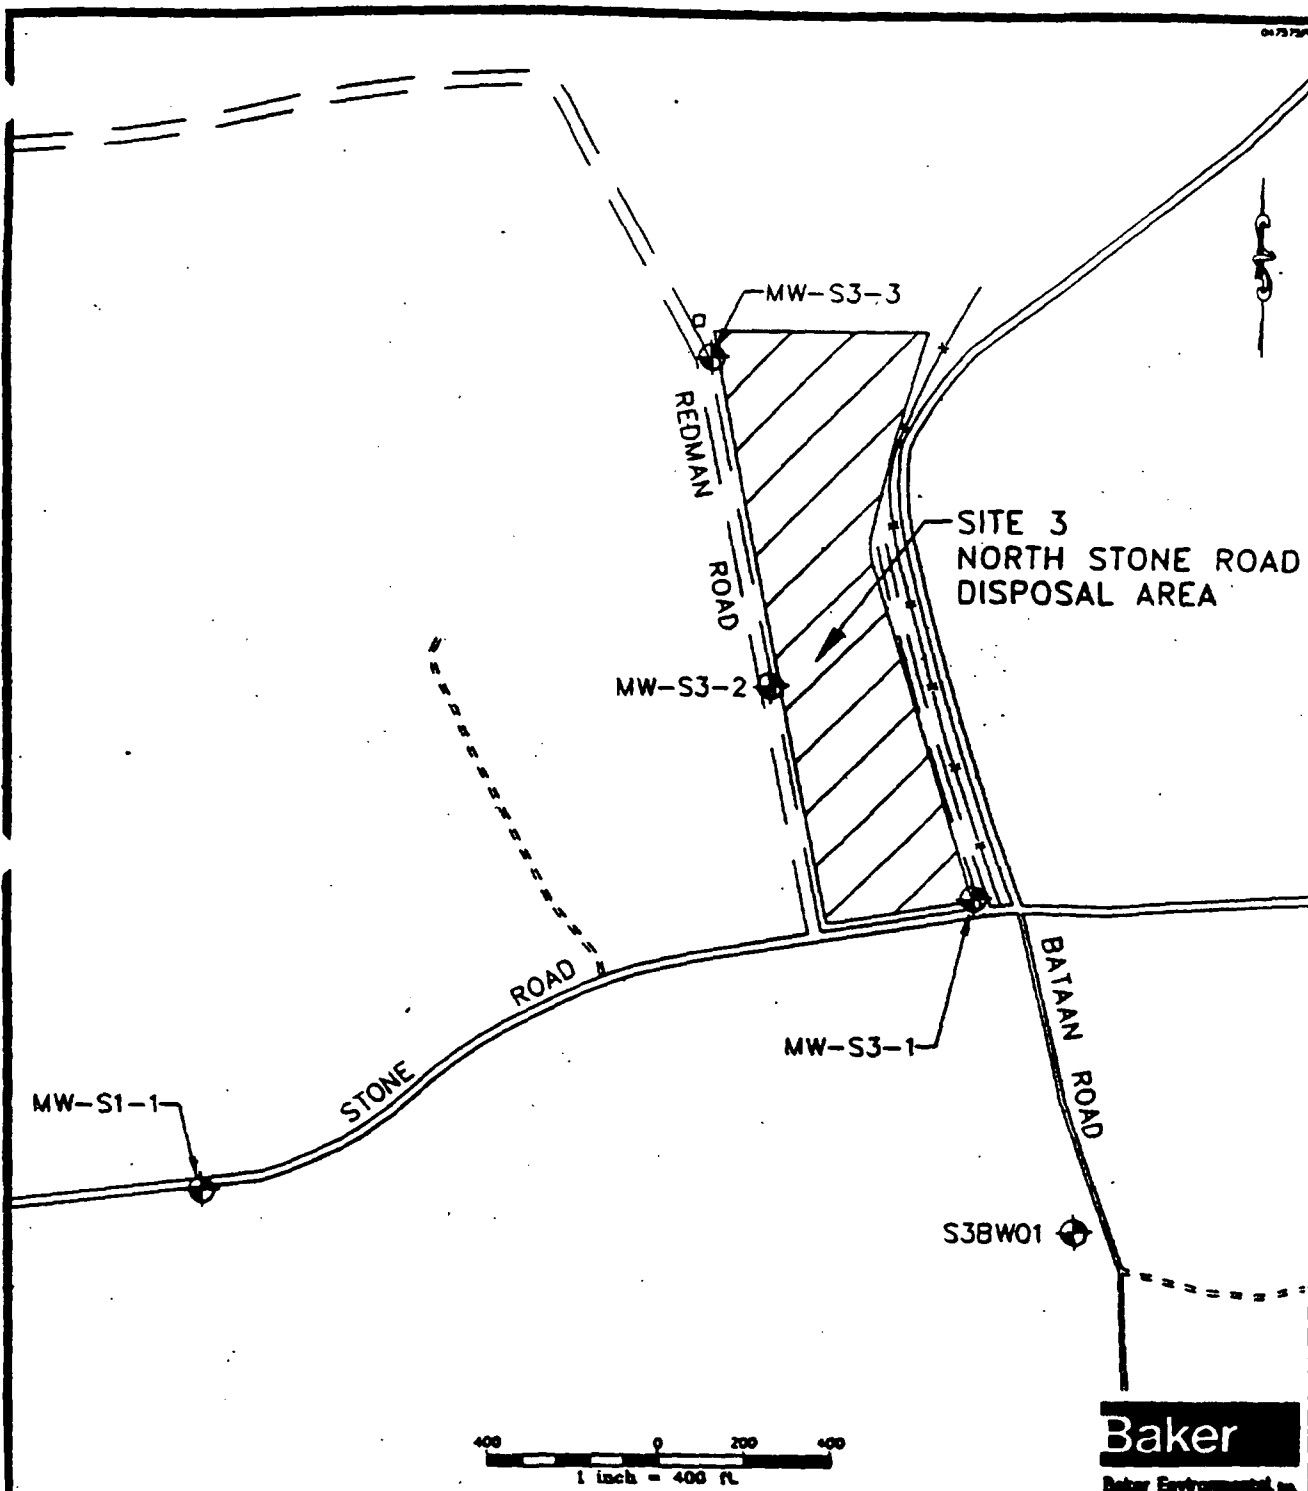 MW-S3-3
REDMAN ROAD
SITE 3
NORTH STONE ROAD
DISPOSAL AREA
MW-S3-2
STONE ROAD
MW-S3-1
BATAAN ROAD
MW-S1-1
S3BW01
400 0 200 400
1 inch = 400 ft.
Baker
Baker Environmental, Inc.